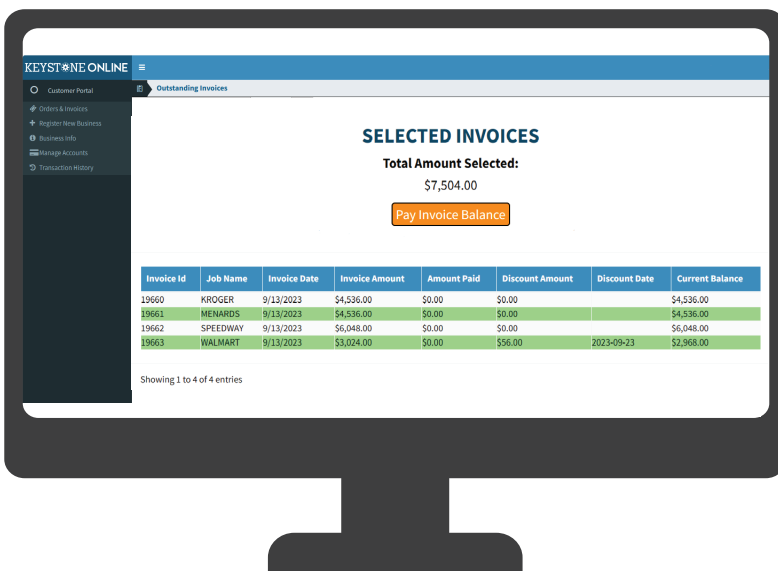 KEYST NE ONLINE
Customer Portal
Outstanding Invoices
Orders & Invoices
Register New Business
Business Info
Manage Accounts
Transaction History
SELECTED INVOICES
Total Amount Selected:
$7,504.00
Pay Invoice Balance
Invoice Id Job Name Invoice Date Invoice Amount Amount Paid Discount Amount Discount Date Current Balance
19660 KROGER 9/13/2023 $4,536.00 $0.00 $0.00 $4,536.00
19661 MENARDS 9/13/2023 $4,536.00 $0.00 $0.00 $4,536.00
19662 SPEEDWAY 9/13/2023 $6,048.00 $0.00 $0.00 $6,048.00
19663 WALMART 9/13/2023 $3,024.00 $0.00 $56.00 2023-09-23 $2,968.00
Showing 1 to 4 of 4 entries